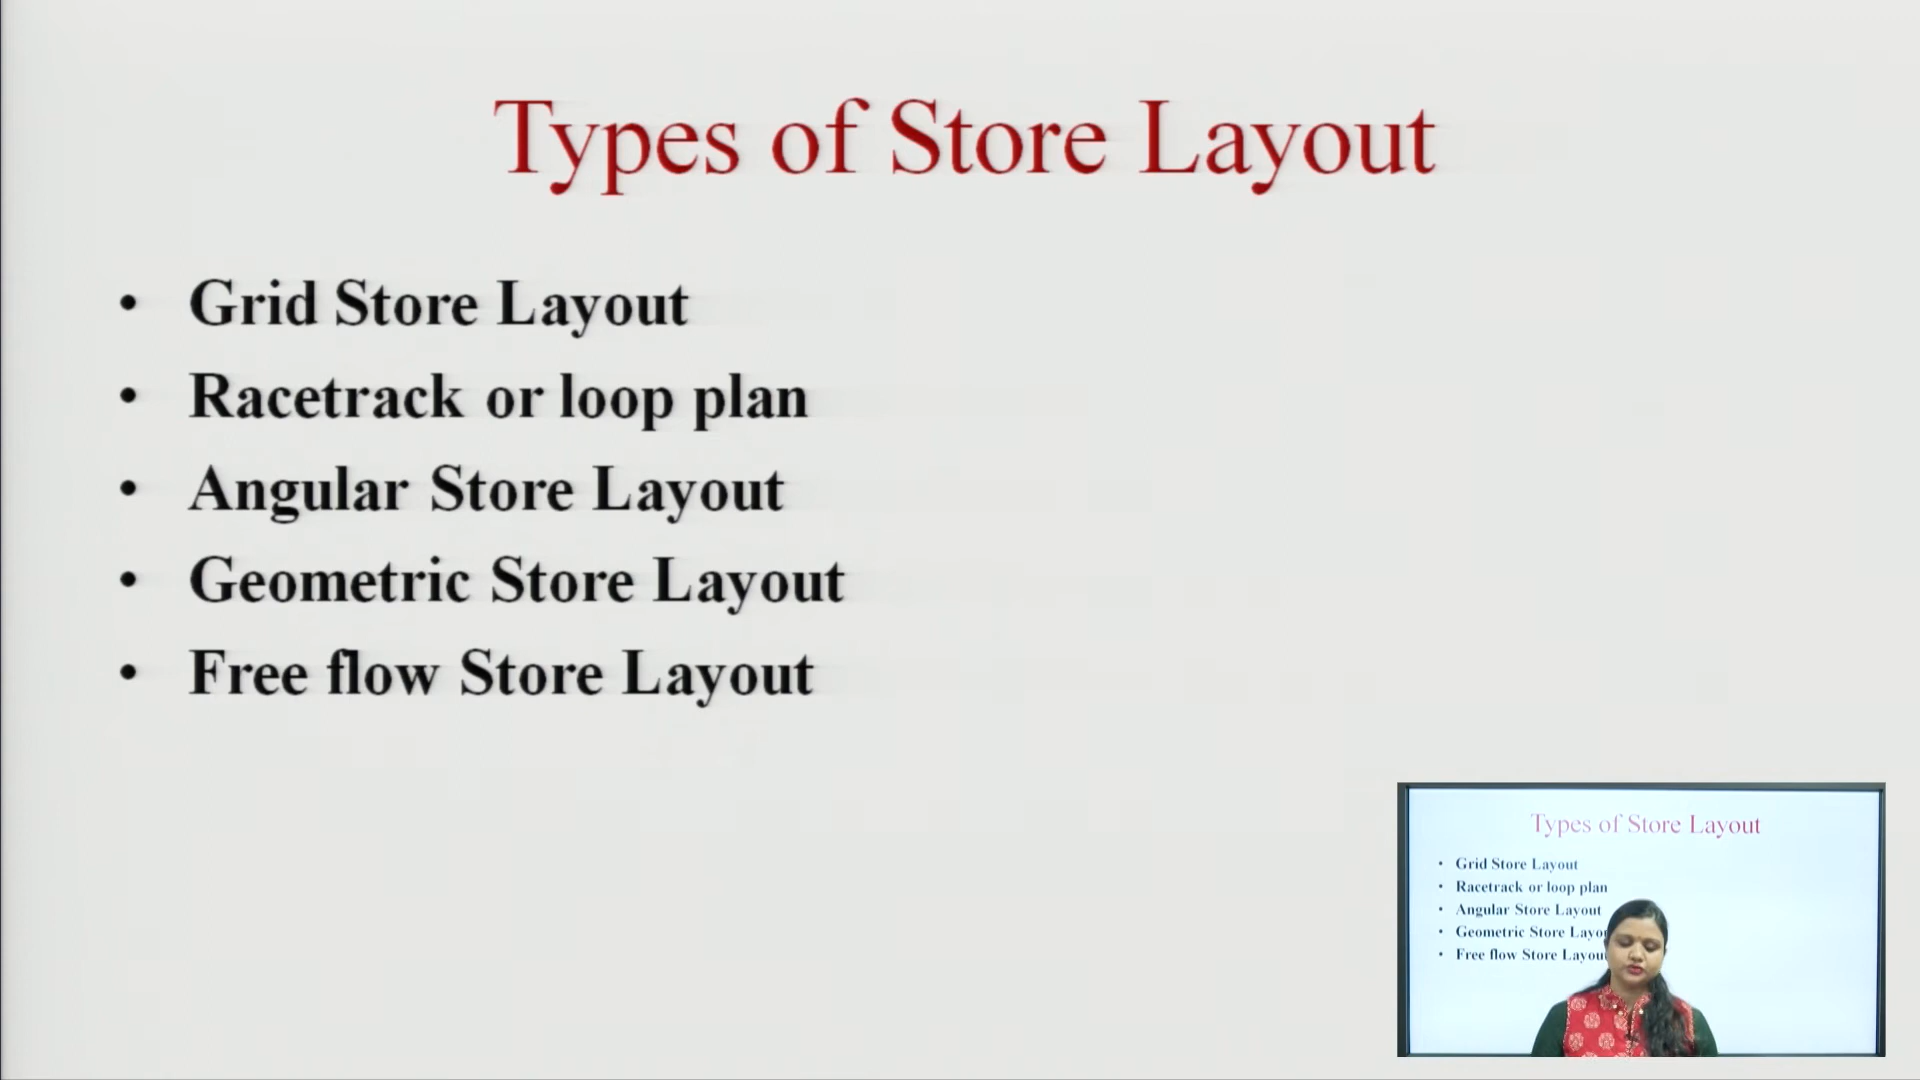 Types of Store Layout
• Grid Store Layout
• Racetrack or loop plan
• Angular Store Layout
• Geometric Store Layout
• Free flow Store Layout
Types of Store Layout
• Grid Store Layout
• Racetrack or loop plan
• Angular Store Layout
• Geometric Store Layou
• Free flow Store Layou